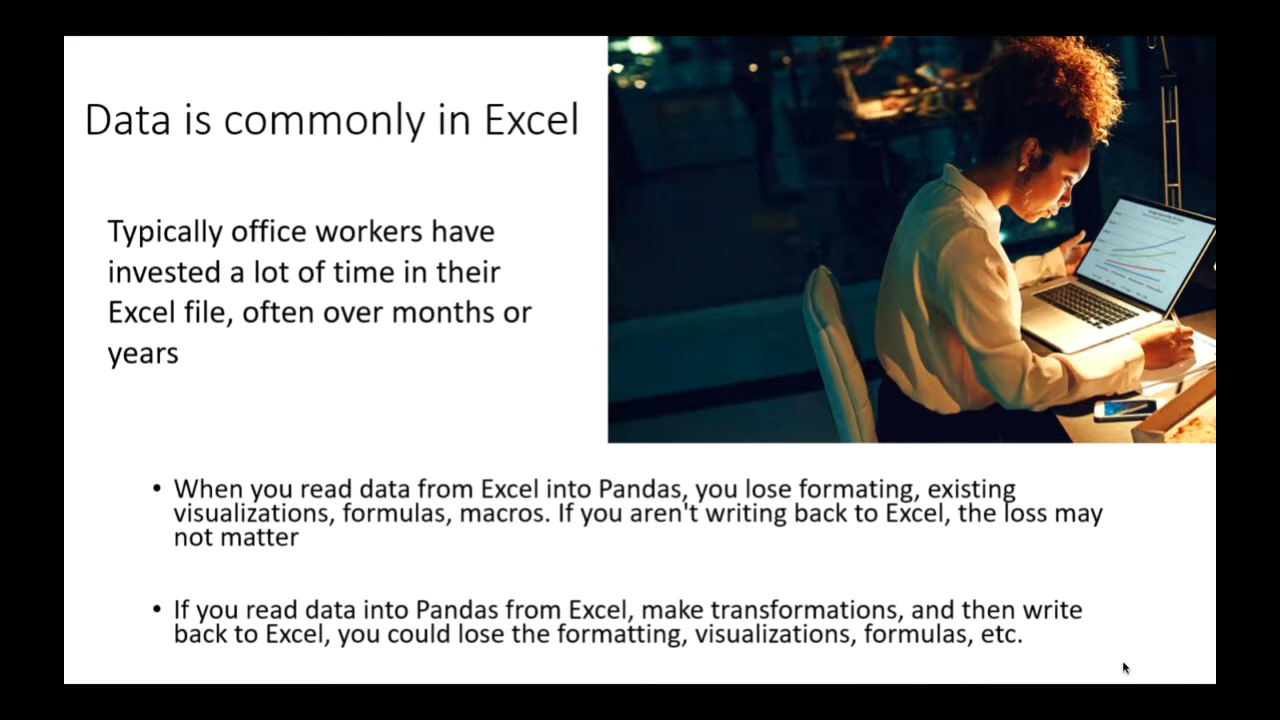 Data is commonly in Excel
Typically office workers have
invested a lot of time in their
Excel file, often over months or
years
• When you read data from Excel into Pandas, you lose formating, existing
visualizations, formulas, macros. If you aren't writing back to Excel, the loss may
not matter
• If you read data into Pandas from Excel, make transformations, and then write
back to Excel, you could lose the formatting, visualizations, formulas, etc.